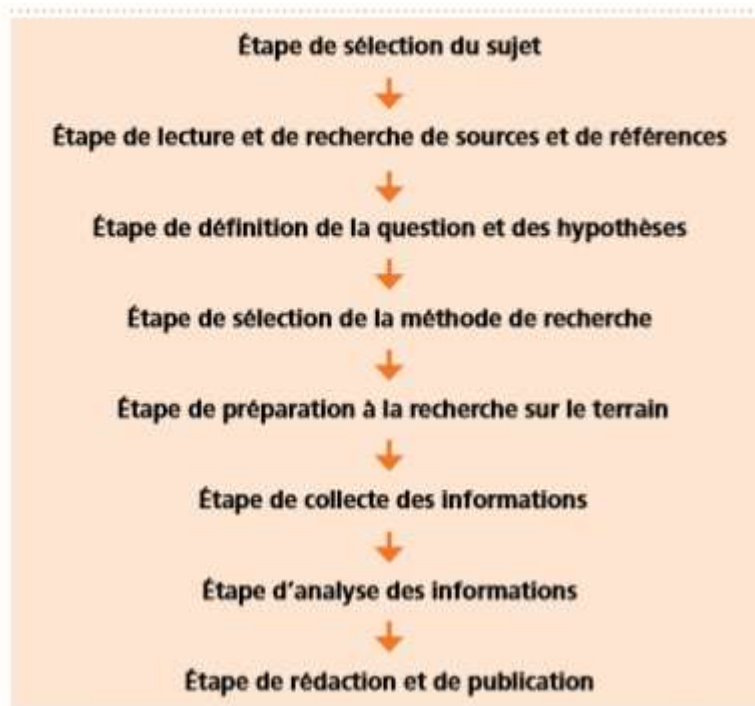 Étape de sélection du sujet
Étape de lecture et de recherche de sources et de références
Étape de définition de la question et des hypothèses
Étape de sélection de la méthode de recherche
Étape de préparation à la recherche sur le terrain
Étape de collecte des informations
Étape d’analyse des informations
Étape de rédaction et de publication